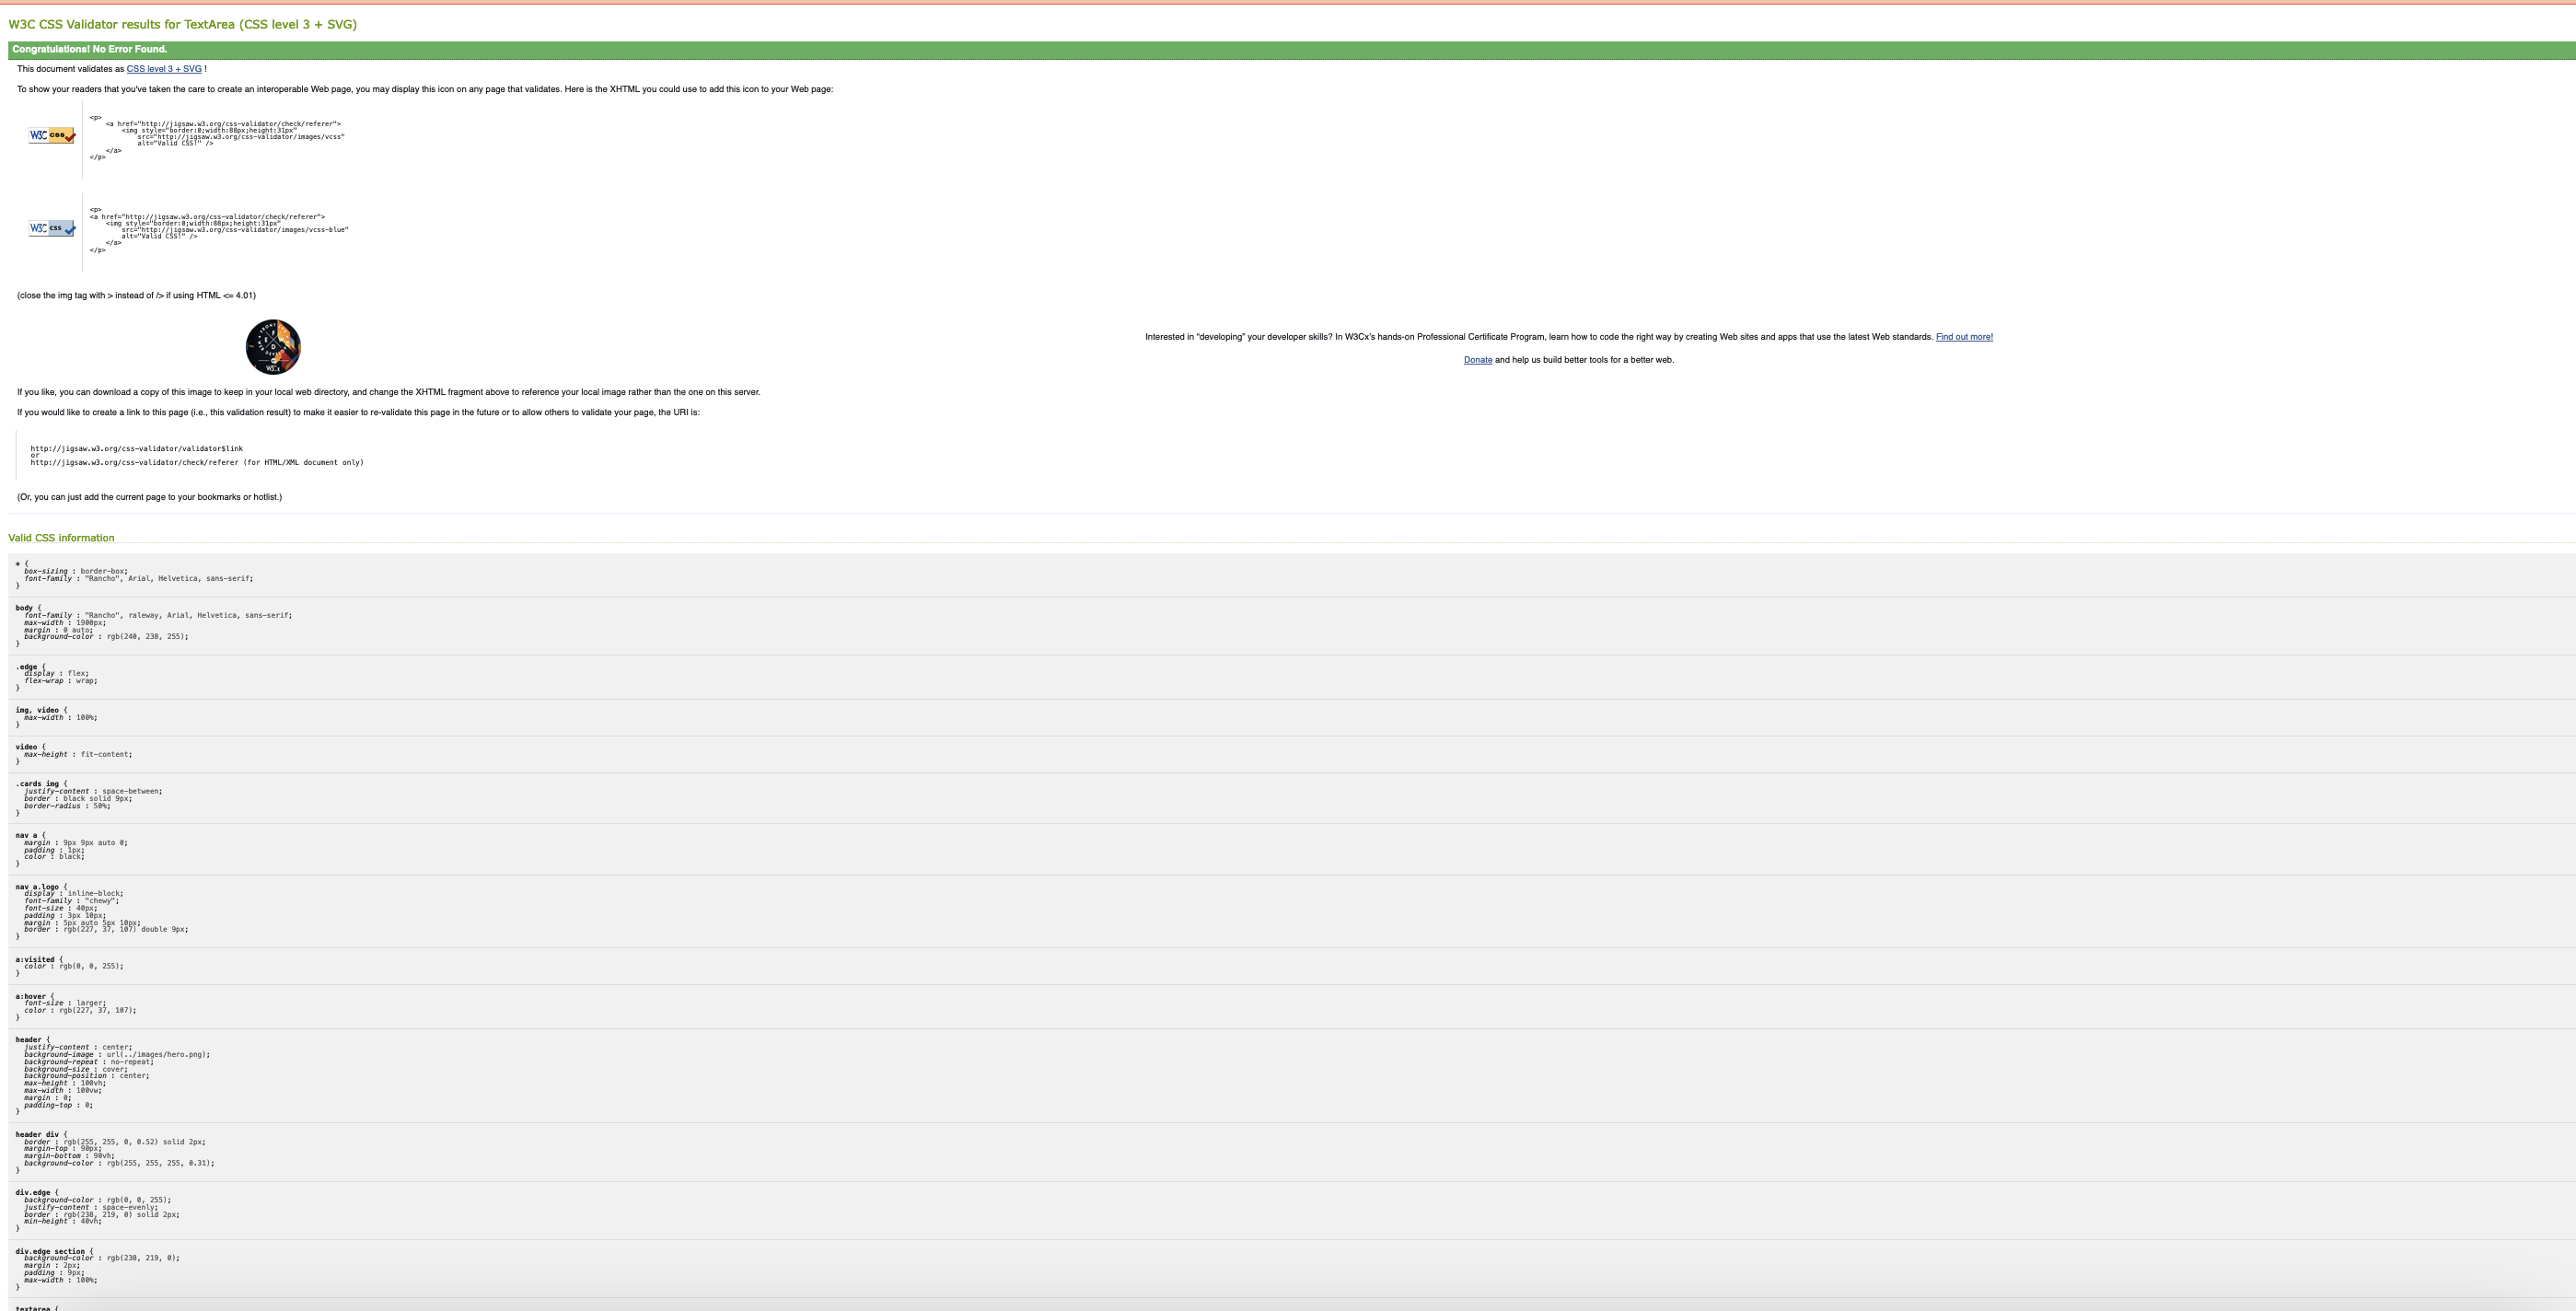 W3C CSS Validator results for TextArea (CSS level 3 + SVG)
Congratulations! No Error Found.
This document validates as CSS level 3 + SVG !
To show your readers that you've taken the care to create an interoperable Web page, you may display this icon on any page that validates. Here is the XHTML you could use to add this icon to your Web page:
W3C css
<p>
<a href="http://jigsaw.w3.org/css-validator/check/referer">
<img style="border:0;width:88px;height:31px"
src="http://jigsaw.w3.org/css-validator/images/vcss"
alt="Valid CSS!" />
</a>
</p>
W3C css
<p>
<a href="http://jigsaw.w3.org/css-validator/check/referer">
<img style="border:0;width:88px;height:31px"
src="http://jigsaw.w3.org/css-validator/images/vcss-blue"
alt="Valid CSS!" />
</a>
</p>
(close the img tag with > instead of /> if using HTML <= 4.01)
Interested in "developing" your developer skills? In W3Cx's hands-on Professional Certificate Program, learn how to code the right way by creating Web sites and apps that use the latest Web standards. Find out more!
Donate and help us build better tools for a better web.
If you like, you can download a copy of this image to keep in your local web directory, and change the XHTML fragment above to reference your local image rather than the one on this server.
If you would like to create a link to this page (i.e., this validation result) to make it easier to re-validate this page in the future or to allow others to validate your page, the URI is:
http://jigsaw.w3.org/css-validator/validator$link
or
http://jigsaw.w3.org/css-validator/check/referer (for HTML/XML document only)
(Or, you can just add the current page to your bookmarks or hotlist.)
Valid CSS information
* {
box-sizing : border-box;
font-family : "Rancho", Arial, Helvetica, sans-serif;
}
body {
font-family : "Rancho", raleway, Arial, Helvetica, sans-serif;
max-width : 1900px;
margin : 0 auto;
background-color : rgb(240, 238, 255);
}
.edge {
display : flex;
flex-wrap : wrap;
}
img, video {
max-width : 100%;
}
video {
max-height : fit-content;
}
.cards img {
justify-content : space-between;
border : black solid 9px;
border-radius : 50%;
}
nav a {
margin : 9px 9px auto 0;
padding : 1px;
color : black;
}
nav a.logo {
display : inline-block;
font-family : "chewy";
font-size : 40px;
padding : 3px 10px;
margin : 5px auto 5px 10px;
border : rgb(227, 37, 107) double 9px;
}
a:visited {
color : rgb(0, 0, 255);
}
a:hover {
font-size : larger;
color : rgb(227, 37, 107);
}
header {
justify-content : center;
background-image : url(../images/hero.png);
background-repeat : no-repeat;
background-size : cover;
background-position : center;
max-height : 100vh;
max-width : 100vw;
margin : 0;
padding-top : 0;
}
header div {
border : rgb(255, 255, 0, 0.52) solid 2px;
margin-top : 90px;
margin-bottom : 90vh;
background-color : rgb(255, 255, 255, 0.31);
}
div.edge {
background-color : rgb(0, 0, 255);
justify-content : space-evenly;
border : rgb(238, 219, 0) solid 2px;
min-height : 40vh;
}
div.edge section {
background-color : rgb(238, 219, 0);
margin : 2px;
padding : 9px;
max-width : 100%;
}
textarea {